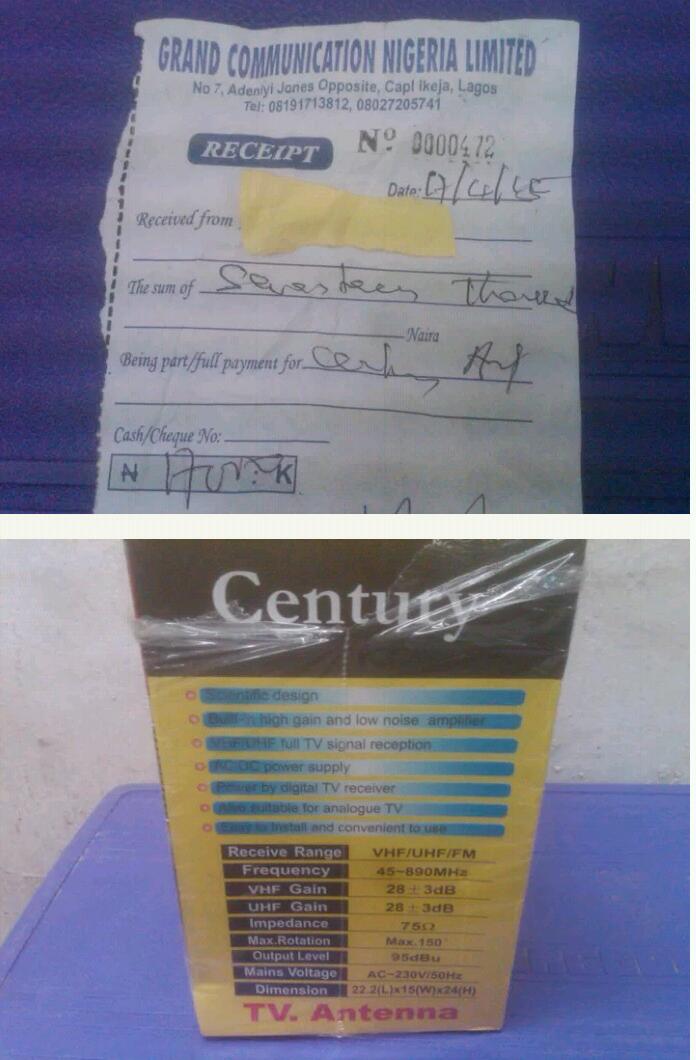 GRAND COMMUNICATION NIGERIA LIMITED
No 7, Adeniyi Jones Opposite, Capl Ikeja, Lagos
Tel: 08191713812, 08027205741
RECEIPT Nº 0000472
Date:
Received from
The sum of Seventeen Thousand
Naira
Being part/full payment for Century
Cash/Cheque No:
N K
Century
Scientific design
Built-in high gain and low noise amplifier
VHF/UHF full TV signal reception
AC/DC power supply
Power by digital TV receiver
Also suitable for analogue TV
Easy to Install and convenient to use
Receive Range VHF/UHF/FM
Frequency 45~890MHz
VHF Gain 28±3dB
UHF Gain 28±3dB
Impedance 75Ω
Max.Rotation Max.150°
Output Level 95dBu
Mains Voltage AC~230V/50Hz
Dimension 22.2(L)x15(W)x24(H)
TV. Antenna